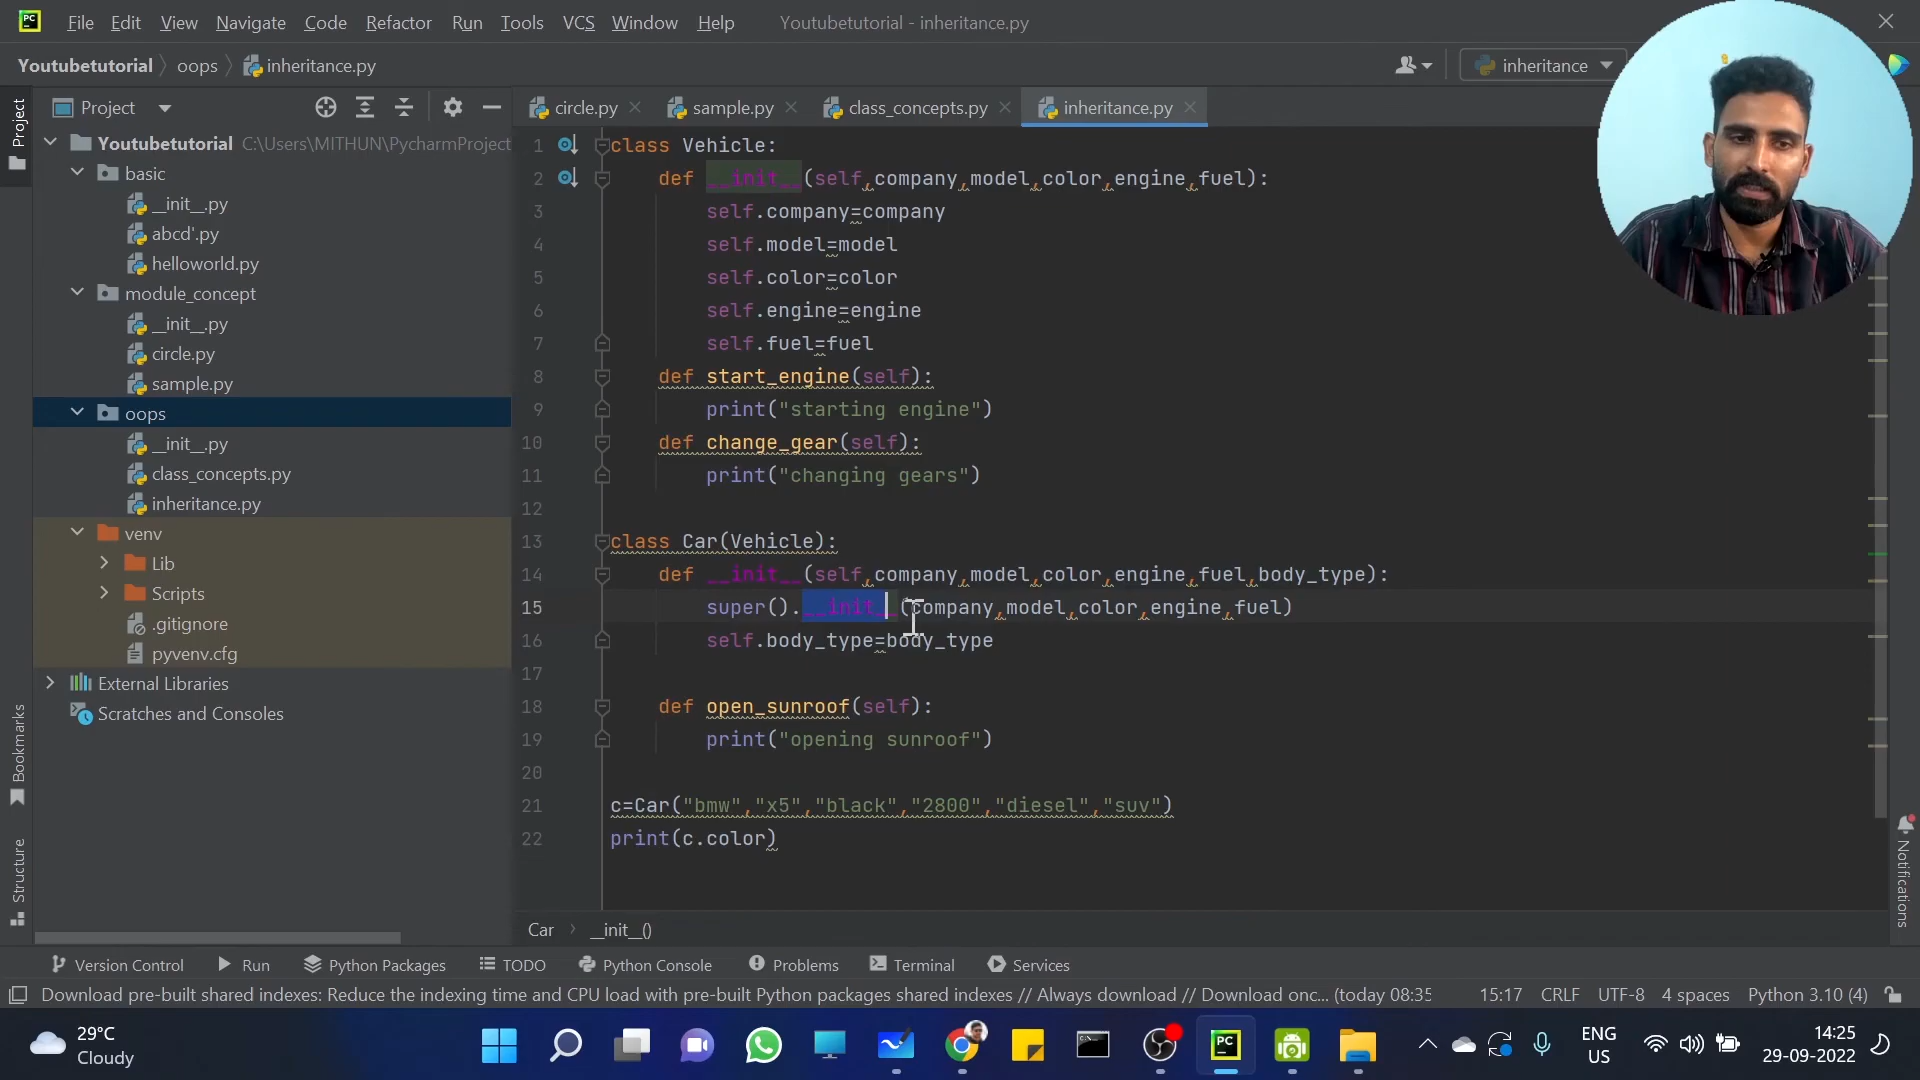 PC File Edit View Navigate Code Refactor Run Tools VCS Window Help Youtubetutorial - inheritance.py
Youtubetutorial oops inheritance.py inheritance
Project circle.py sample.py class_concepts.py inheritance.py
Project
Youtubetutorial C:\Users\MITHUN\PycharmProject
basic
__init__.py
abcd'.py
helloworld.py
module_concept
__init__.py
circle.py
sample.py
oops
__init__.py
class_concepts.py
inheritance.py
venv
Lib
Scripts
.gitignore
pyvenv.cfg
External Libraries
Scratches and Consoles
Bookmarks
Structure
1 class Vehicle:
2 def __init__(self,company,model,color,engine,fuel):
3 self.company=company
4 self.model=model
5 self.color=color
6 self.engine=engine
7 self.fuel=fuel
8 def start_engine(self):
9 print("starting engine")
10 def change_gear(self):
11 print("changing gears")
12
13 class Car(Vehicle):
14 def __init__(self,company,model,color,engine,fuel,body_type):
15 super().__init__(company,model,color,engine,fuel)
16 self.body_type=body_type
17
18 def open_sunroof(self):
19 print("opening sunroof")
20
21 c=Car("bmw","x5","black","2800","diesel","suv")
22 print(c.color)
Notifications
Car __init__()
Version Control Run Python Packages TODO Python Console Problems Terminal Services
Download pre-built shared indexes: Reduce the indexing time and CPU load with pre-built Python packages shared indexes // Always download // Download onc... (today 08:35 15:17 CRLF UTF-8 4 spaces Python 3.10 (4)
29°C
Cloudy
PC
ENG
US
14:25
29-09-2022